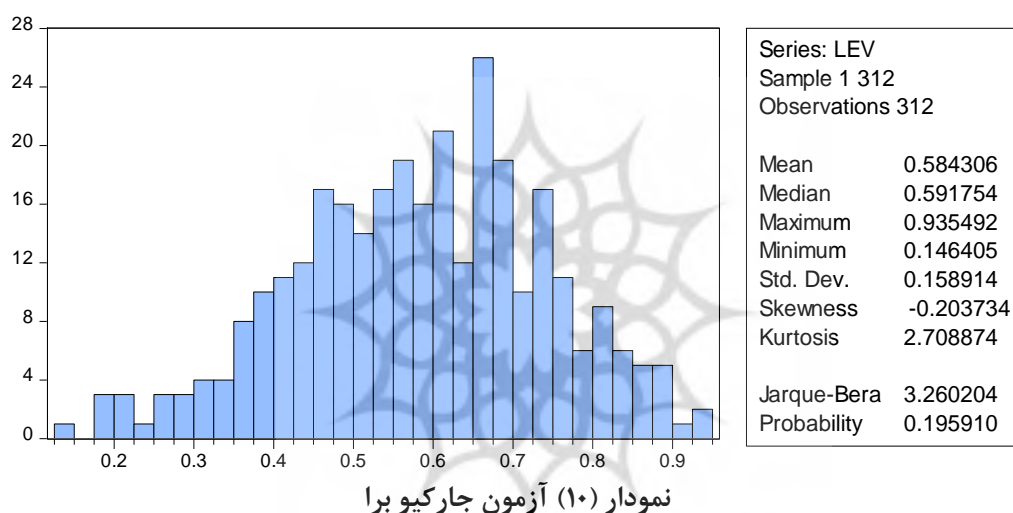 28
24
20
16
12
8
4
0
0.2 0.3 0.4 0.5 0.6 0.7 0.8 0.9
Series: LEV
Sample 1 312
Observations 312
Mean 0.584306
Median 0.591754
Maximum 0.935492
Minimum 0.146405
Std. Dev. 0.158914
Skewness -0.203734
Kurtosis 2.708874
Jarque-Bera 3.260204
Probability 0.195910
نمودار (۱۰) آزمون جارکیو برا